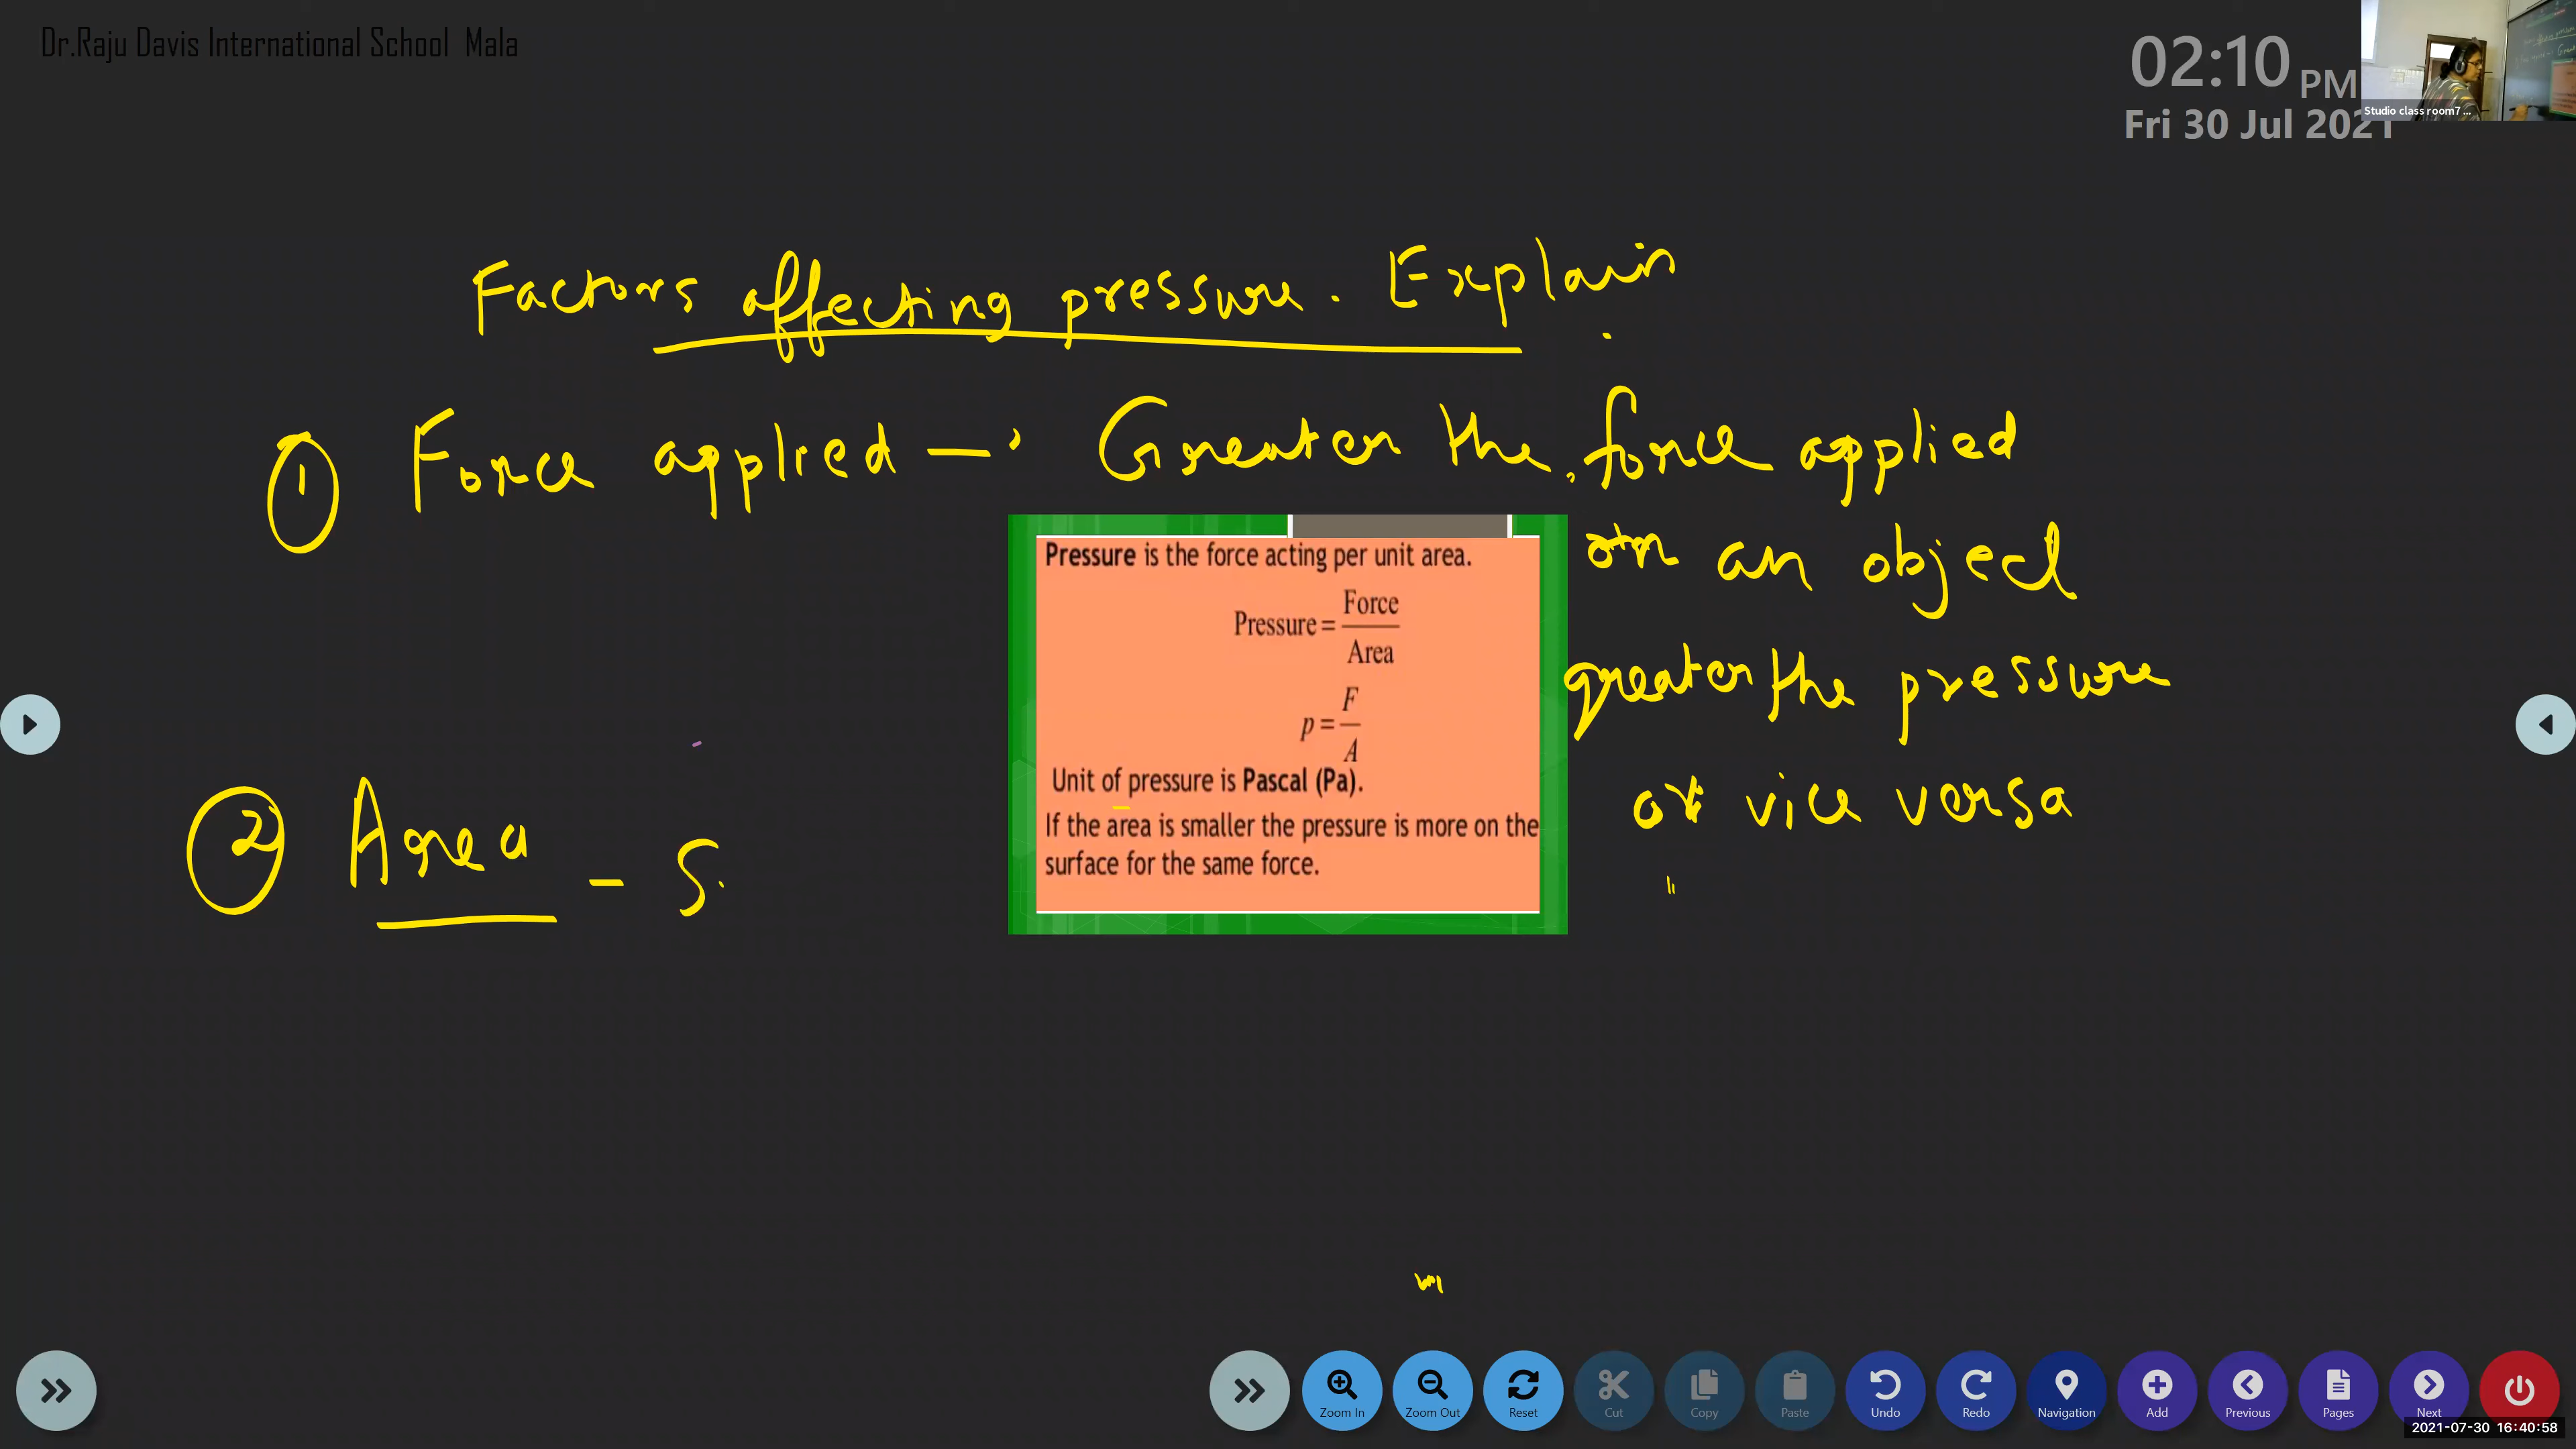 Dr.Raju Davis International School Mala
02:10 PM
Fri 30 Jul 2021
Studio class room7 ...
Factors affecting pressure. Explain
1 Force applied → Greater the force applied
on an object
greater the pressure
or vice versa
Pressure is the force acting per unit area.
Pressure = Force
Area
p = F
A
Unit of pressure is Pascal (Pa).
If the area is smaller the pressure is more on the
surface for the same force.
2 Area - S
Zoom In
Zoom Out
Reset
Cut
Copy
Paste
Undo
Redo
Navigation
Add
Previous
Pages
Next
2021-07-30 16:40:58